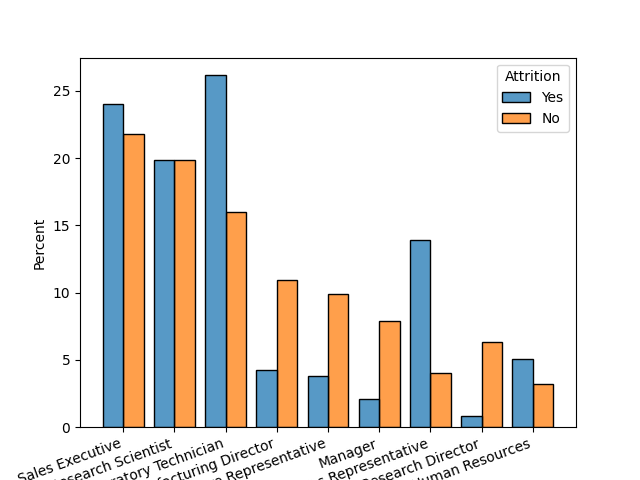 Attrition
Yes
No
Percent
25
20
15
10
5
0
Sales Executive
Scientist
Technician
Director
Representative
Manager
Representative
Research Director
Resources